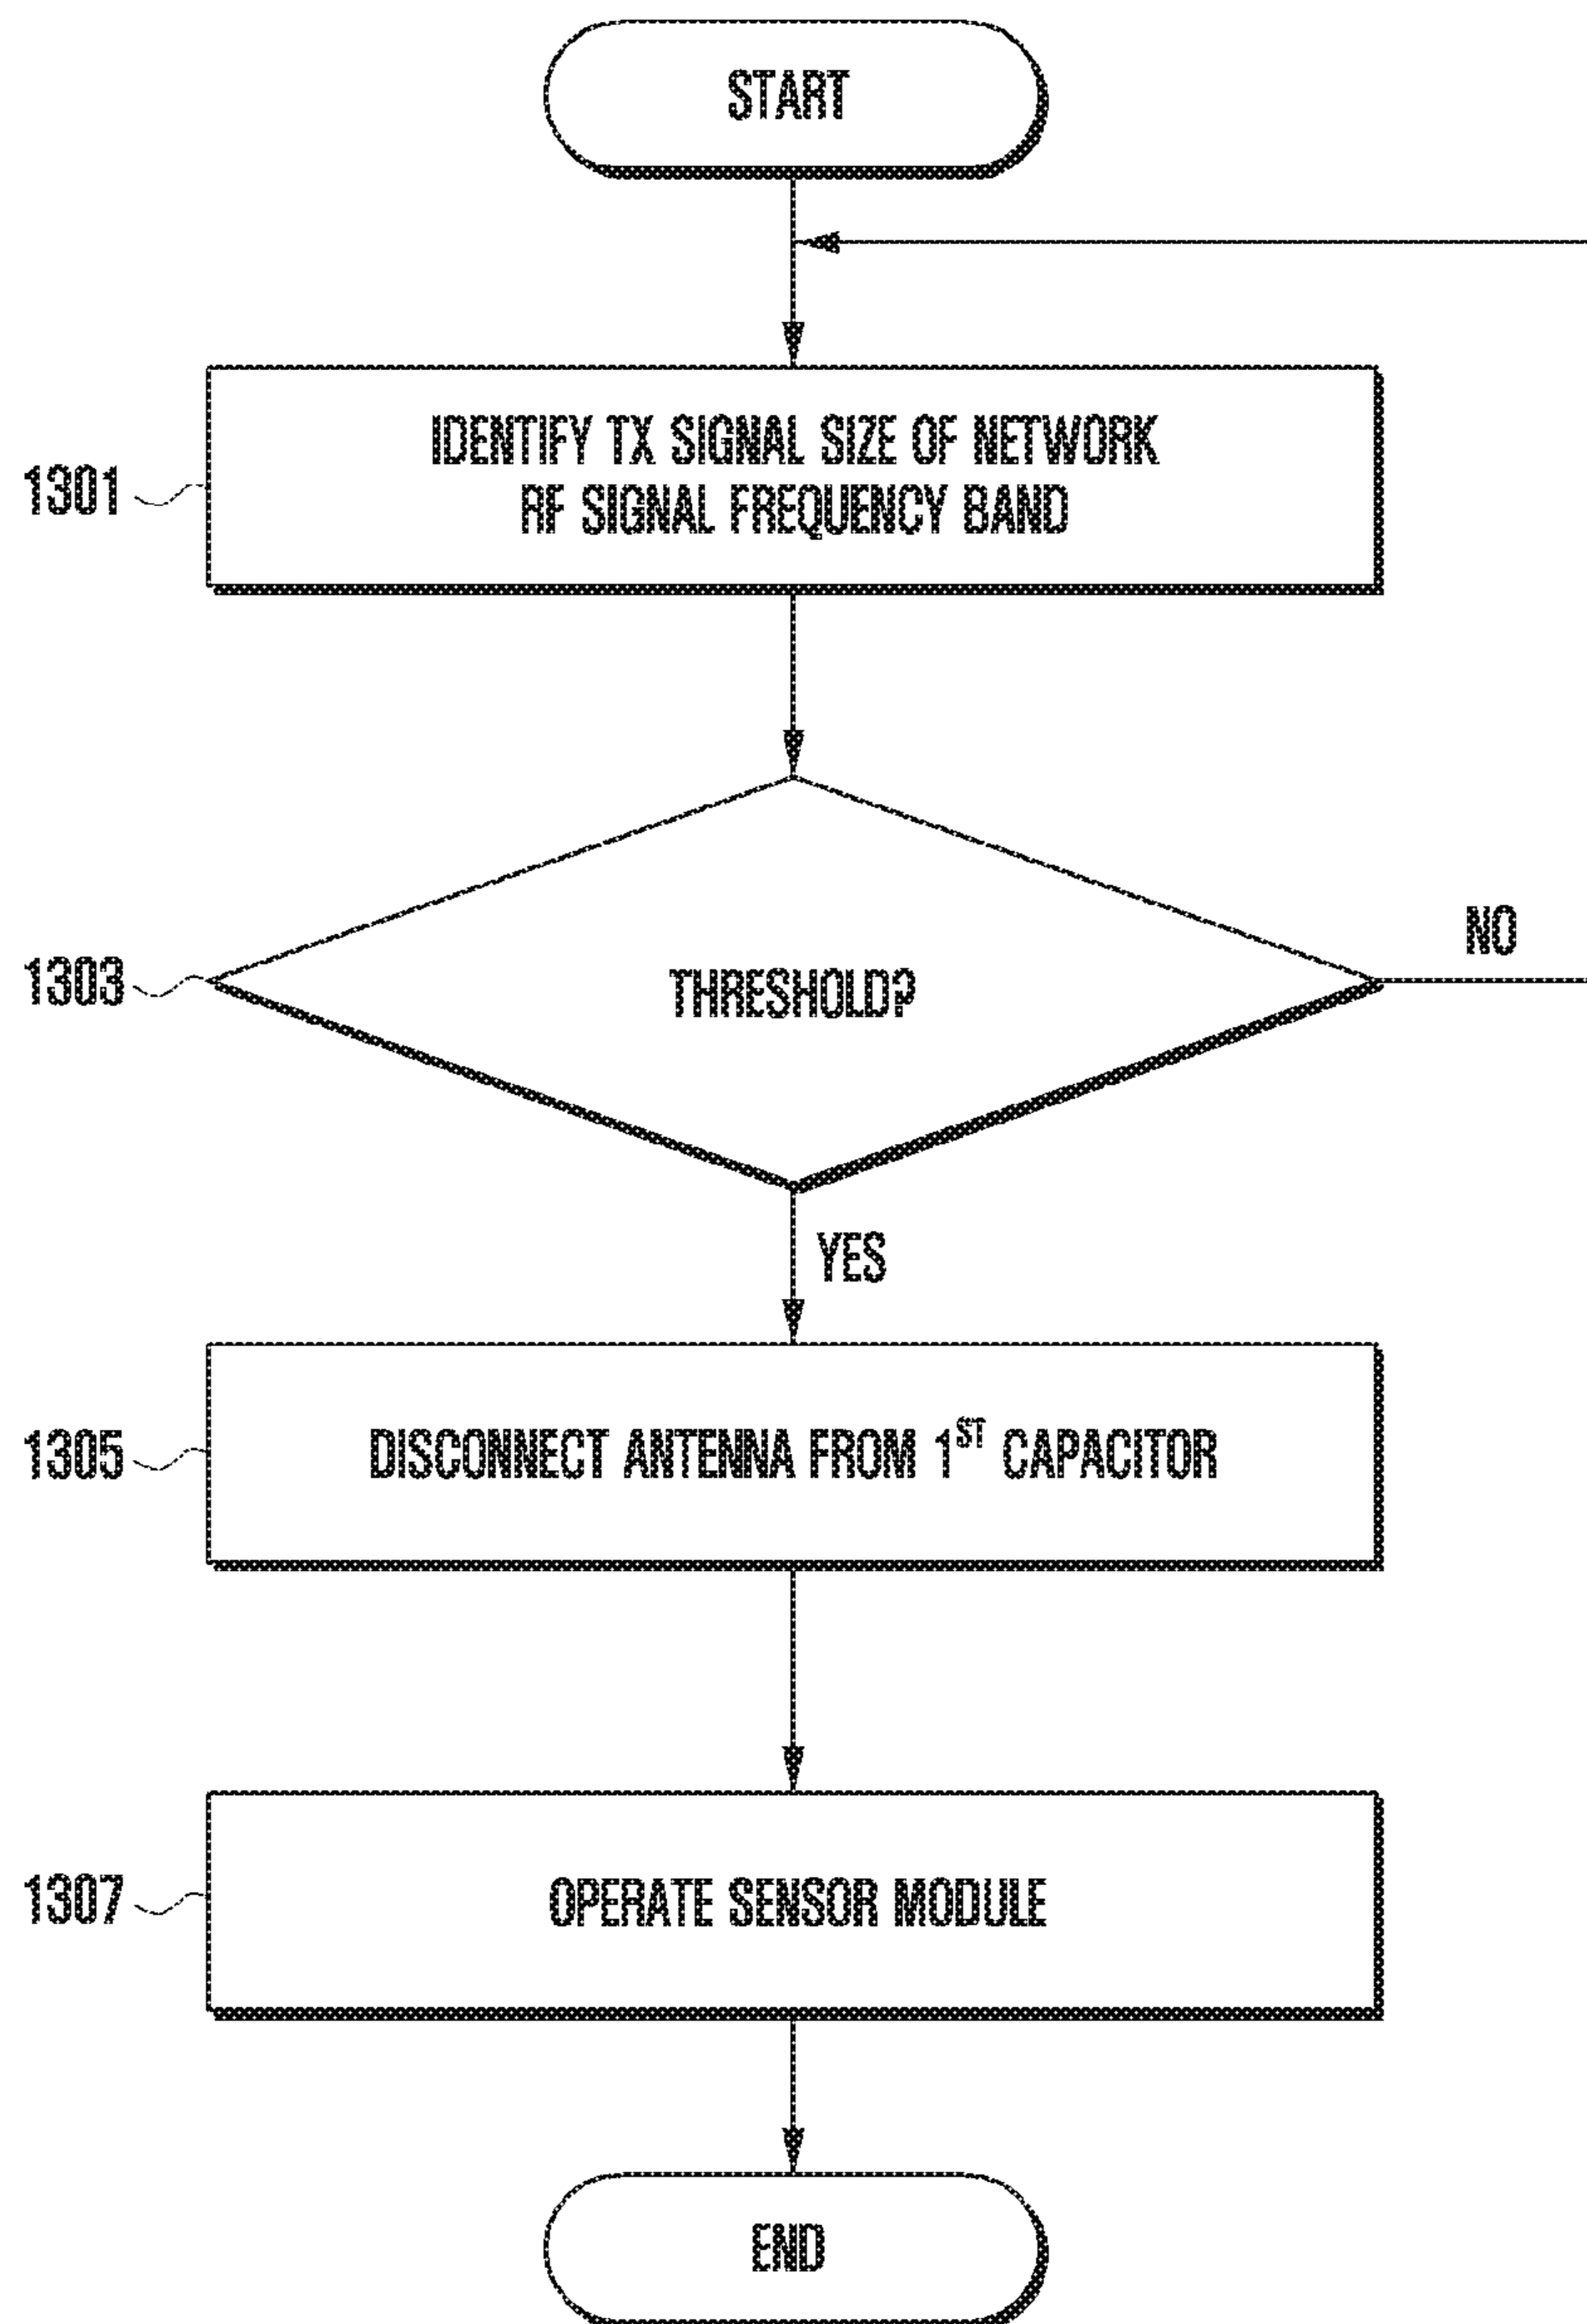 START
IDENTIFY TX SIGNAL SIZE OF NETWORK
RF SIGNAL FREQUENCY BAND
1301
THRESHOLD?
1303
NO
YES
DISCONNECT ANTENNA FROM 1ST CAPACITOR
1305
OPERATE SENSOR MODULE
1307
END